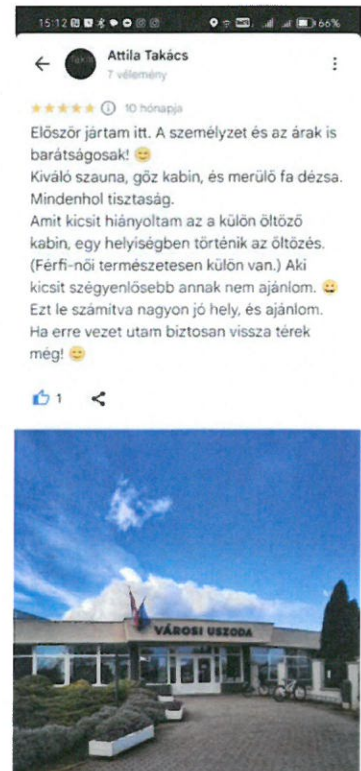 15:12
66%
Attila Takács
7 vélemény
10 hónapja
Először jártam itt. A személyzet és az árak is
barátságosak! 😊
Kiváló szauna, gőz kabin, és merülő fa dézsa.
Mindenhol tisztaság.
Amit kicsit hiányoltam az a külön öltöző
kabin, egy helyiségben történik az öltözés.
(Férfi-női természetesen külön van.) Aki
kicsit szégyenlősebb annak nem ajánlom. 😀
Ezt le számítva nagyon jó hely, és ajánlom.
Ha erre vezet utam biztosan vissza térek
még! 😊
1
VÁROSI USZODA